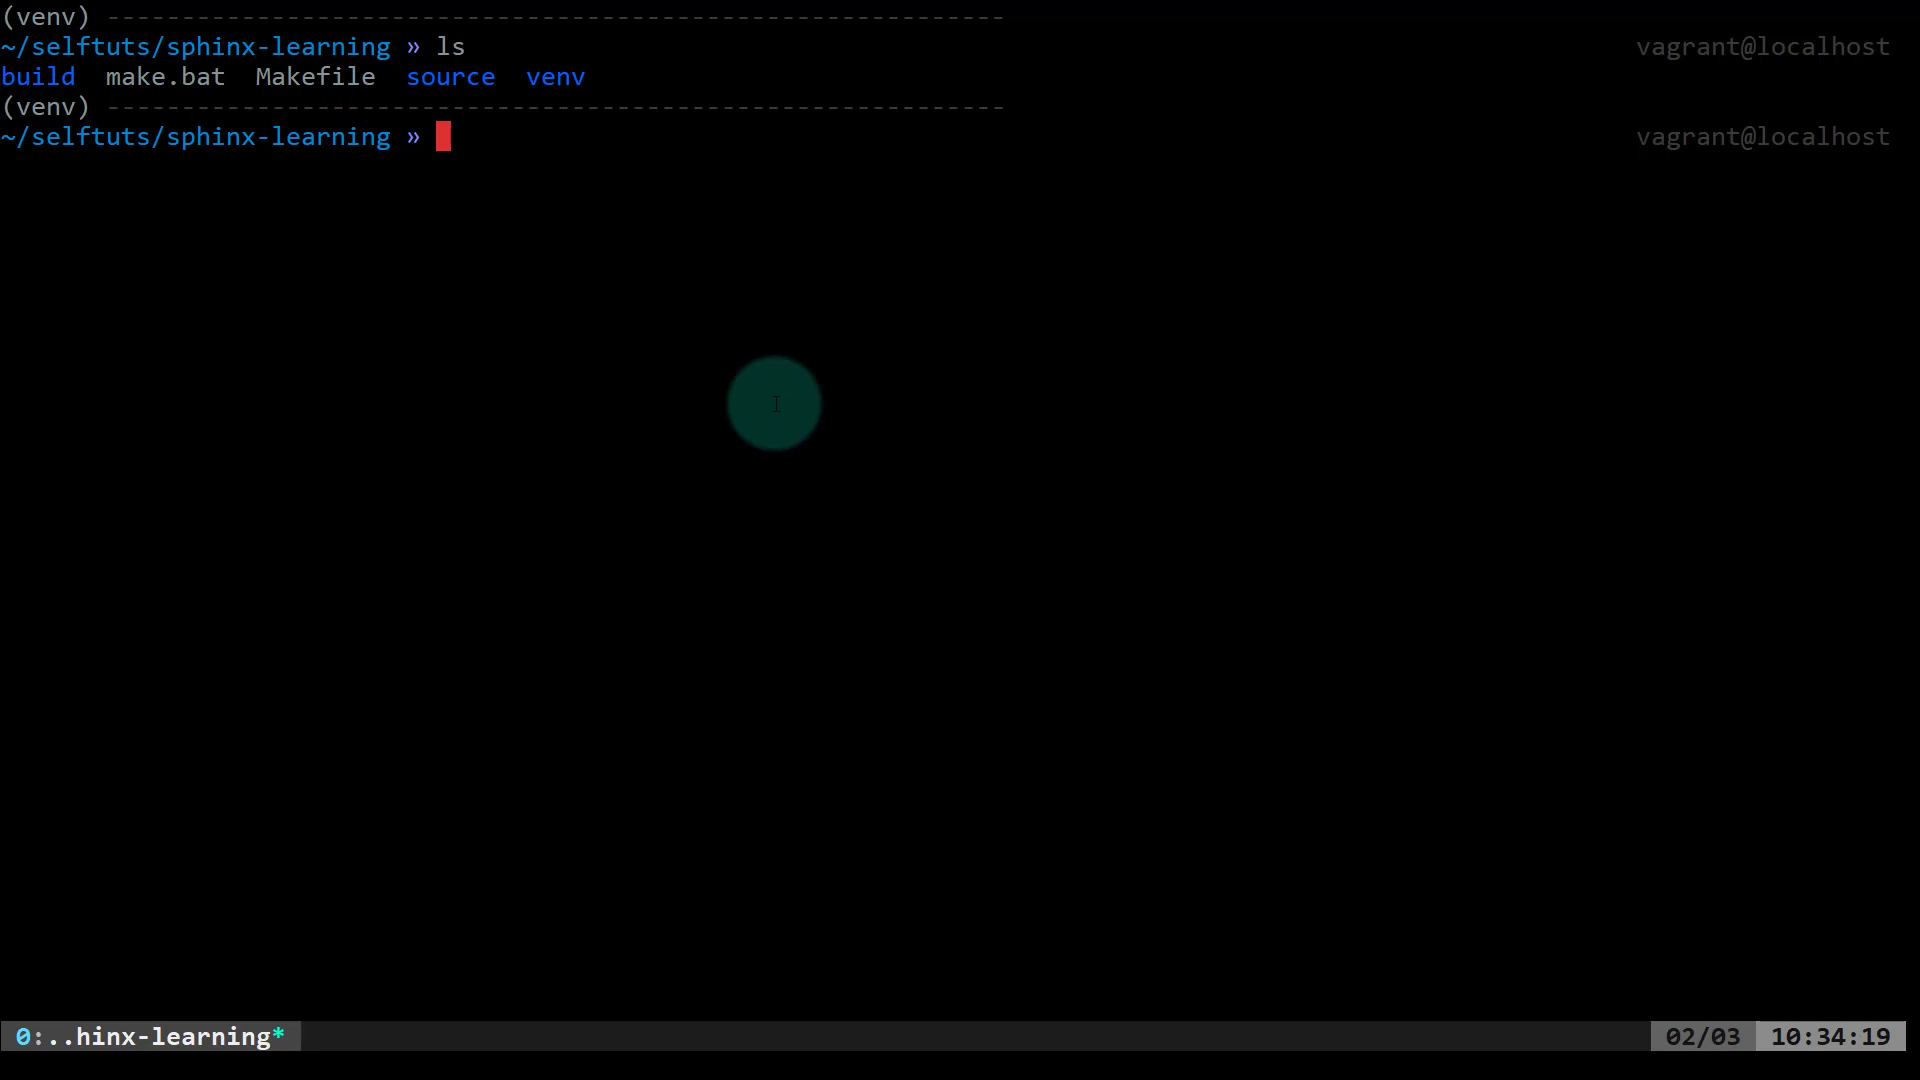 (venv) ------------------------------------------------------------
~/selftuts/sphinx-learning » ls vagrant@localhost
build make.bat Makefile source venv
(venv) ------------------------------------------------------------
~/selftuts/sphinx-learning » vagrant@localhost
0:..hinx-learning* 02/03 10:34:19